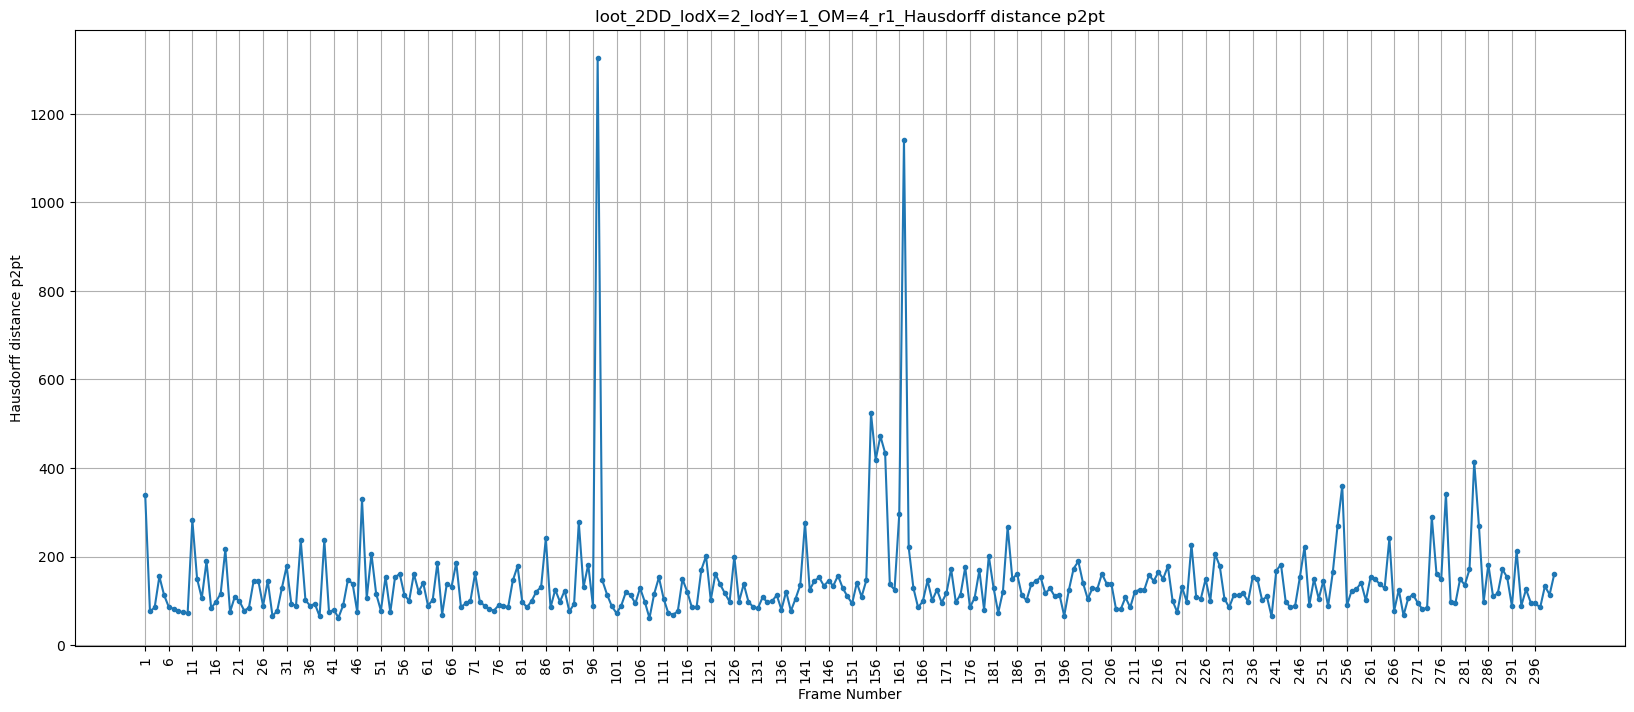 loot_2DD_lodX=2_lodY=1_OM=4_r1_Hausdorff distance p2pt
Hausdorff distance p2pt
1200
1000
800
600
400
200
0
1 6 11 16 21 26 31 36 41 46 51 56 61 66 71 76 81 86 91 96 101 106 111 116 121 126 131 136 141 146 151 156 161 166 171 176 181 186 191 196 201 206 211 216 221 226 231 236 241 246 251 256 261 266 271 276 281 286 291 296
Frame Number